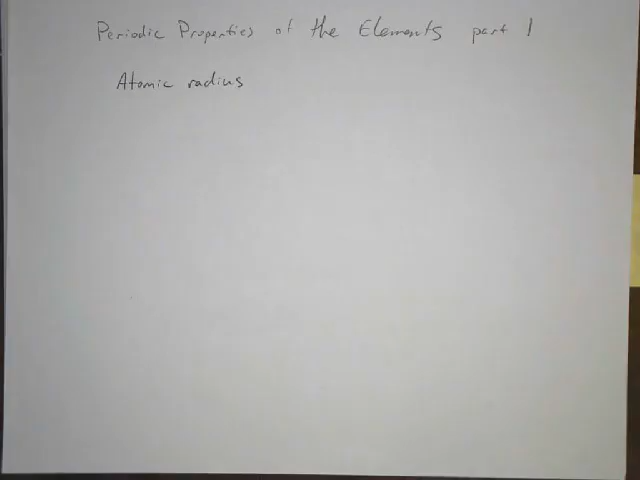 Periodic Properties of the Elements part 1
Atomic radius